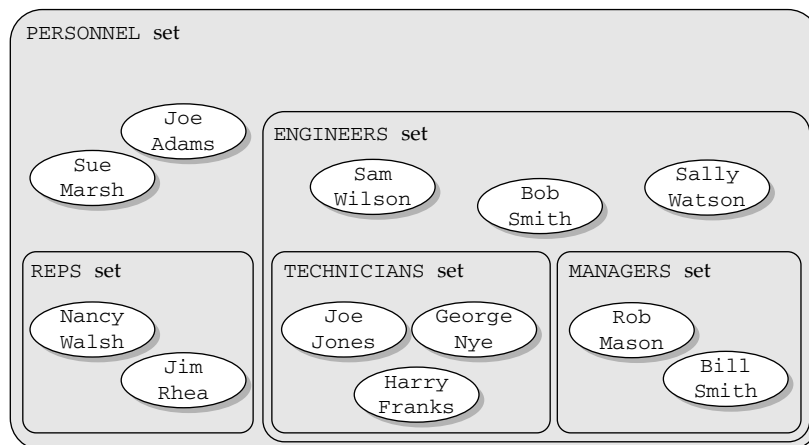 PERSONNEL set
Joe
Adams
Sue
Marsh
ENGINEERS set
Sam
Wilson
Bob
Smith
Sally
Watson
REPS set
Nancy
Walsh
Jim
Rhea
TECHNICIANS set
Joe
Jones
George
Nye
Harry
Franks
MANAGERS set
Rob
Mason
Bill
Smith